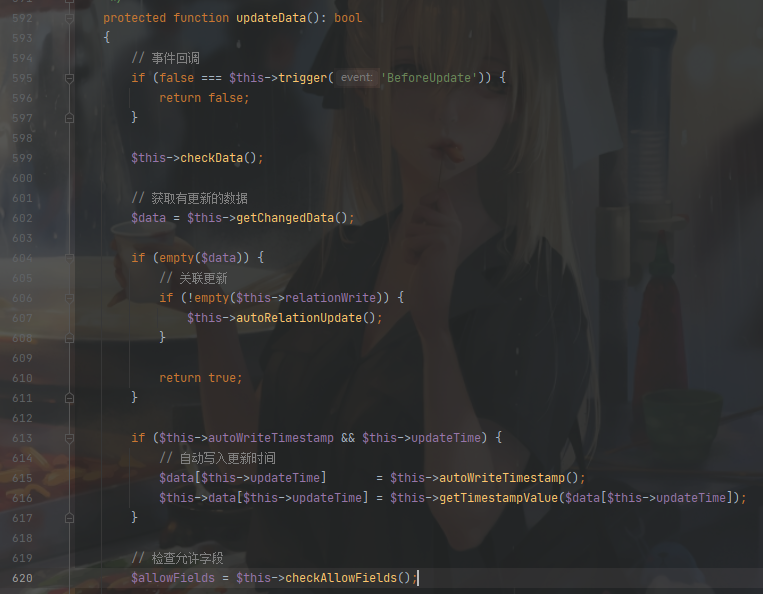 592 protected function updateData(): bool
593 {
594 // 事件回调
595 if (false === $this->trigger( event: 'BeforeUpdate')) {
596 return false;
597 }
598
599 $this->checkData();
600
601 // 获取有更新的数据
602 $data = $this->getChangedData();
603
604 if (empty($data)) {
605 // 关联更新
606 if (!empty($this->relationWrite)) {
607 $this->autoRelationUpdate();
608 }
609
610 return true;
611 }
612
613 if ($this->autoWriteTimestamp && $this->updateTime) {
614 // 自动写入更新时间
615 $data[$this->updateTime] = $this->autoWriteTimestamp();
616 $this->data[$this->updateTime] = $this->getTimestampValue($data[$this->updateTime]);
617 }
618
619 // 检查允许字段
620 $allowFields = $this->checkAllowFields();